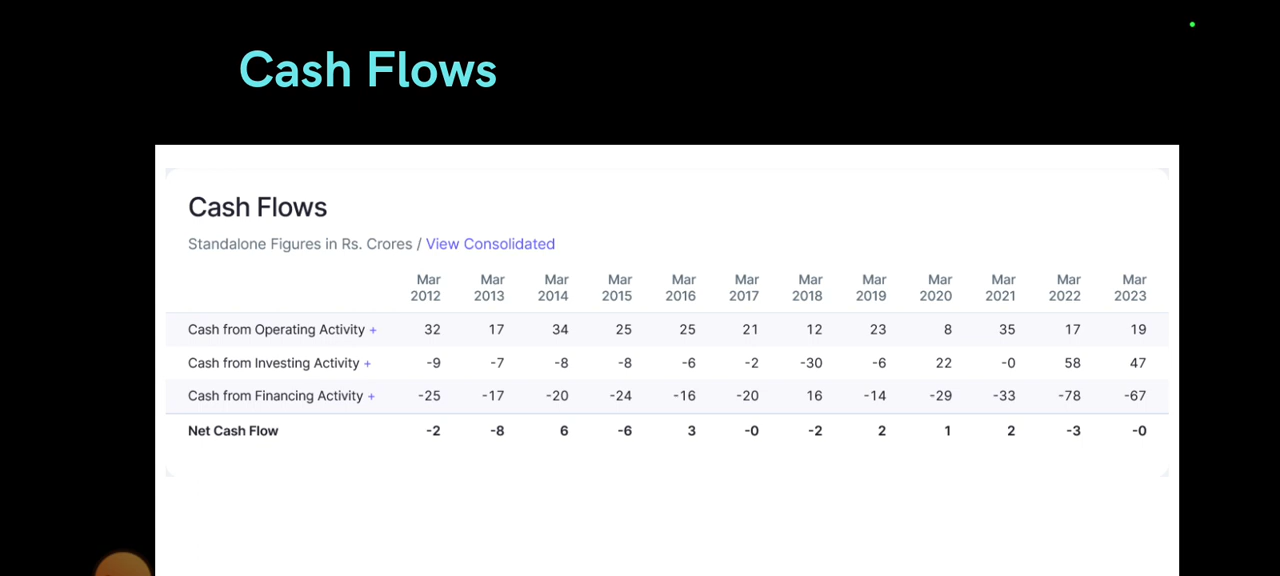 Cash Flows
Cash Flows
Standalone Figures in Rs. Crores / View Consolidated
Mar 2012 Mar 2013 Mar 2014 Mar 2015 Mar 2016 Mar 2017 Mar 2018 Mar 2019 Mar 2020 Mar 2021 Mar 2022 Mar 2023
Cash from Operating Activity + 32 17 34 25 25 21 12 23 8 35 17 19
Cash from Investing Activity + -9 -7 -8 -8 -6 -2 -30 -6 22 -0 58 47
Cash from Financing Activity + -25 -17 -20 -24 -16 -20 16 -14 -29 -33 -78 -67
Net Cash Flow -2 -8 6 -6 3 -0 -2 2 1 2 -3 -0